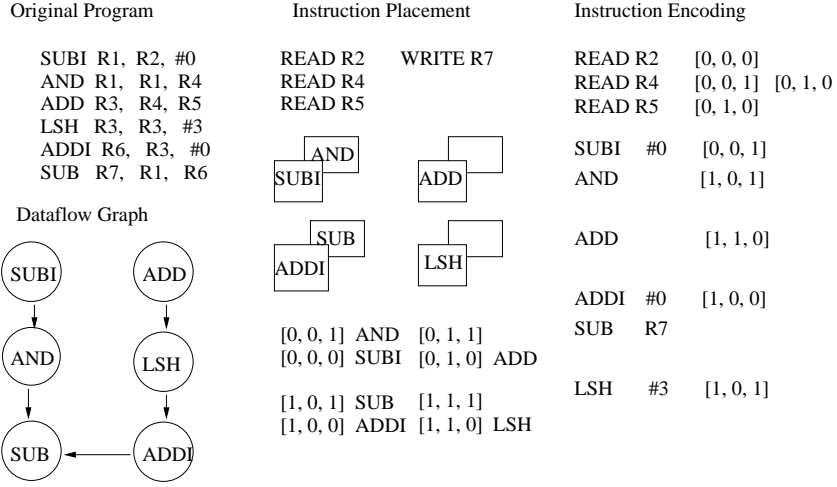 Original Program
SUBI R1, R2, #0
AND R1, R1, R4
ADD R3, R4, R5
LSH R3, R3, #3
ADDI R6, R3, #0
SUB R7, R1, R6
Dataflow Graph
SUBI ADD
AND LSH
SUB ADDI
Instruction Placement
READ R2 WRITE R7
READ R4
READ R5
AND
SUBI ADD
SUB
ADDI LSH
[0, 0, 1] AND [0, 1, 1]
[0, 0, 0] SUBI [0, 1, 0] ADD
[1, 0, 1] SUB [1, 1, 1]
[1, 0, 0] ADDI [1, 1, 0] LSH
Instruction Encoding
READ R2 [0, 0, 0]
READ R4 [0, 0, 1] [0, 1, 0
READ R5 [0, 1, 0]
SUBI #0 [0, 0, 1]
AND [1, 0, 1]
ADD [1, 1, 0]
ADDI #0 [1, 0, 0]
SUB R7
LSH #3 [1, 0, 1]